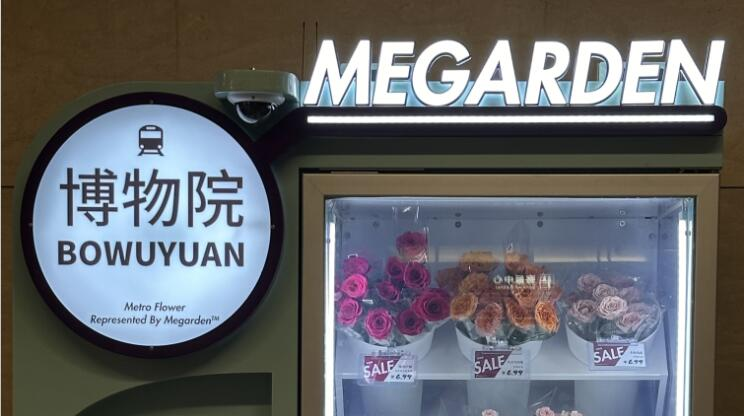 MEGARDEN
博物院
BOWUYUAN
Metro Flower
Represented By Megarden™
SALE
SALE
SALE